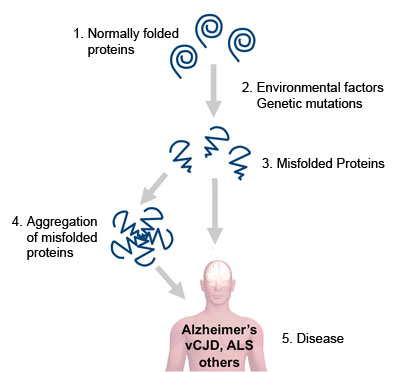 1. Normally folded
proteins
2. Environmental factors
Genetic mutations
3. Misfolded Proteins
4. Aggregation
of misfolded
proteins
Alzheimer's
vCJD, ALS
others
5. Disease